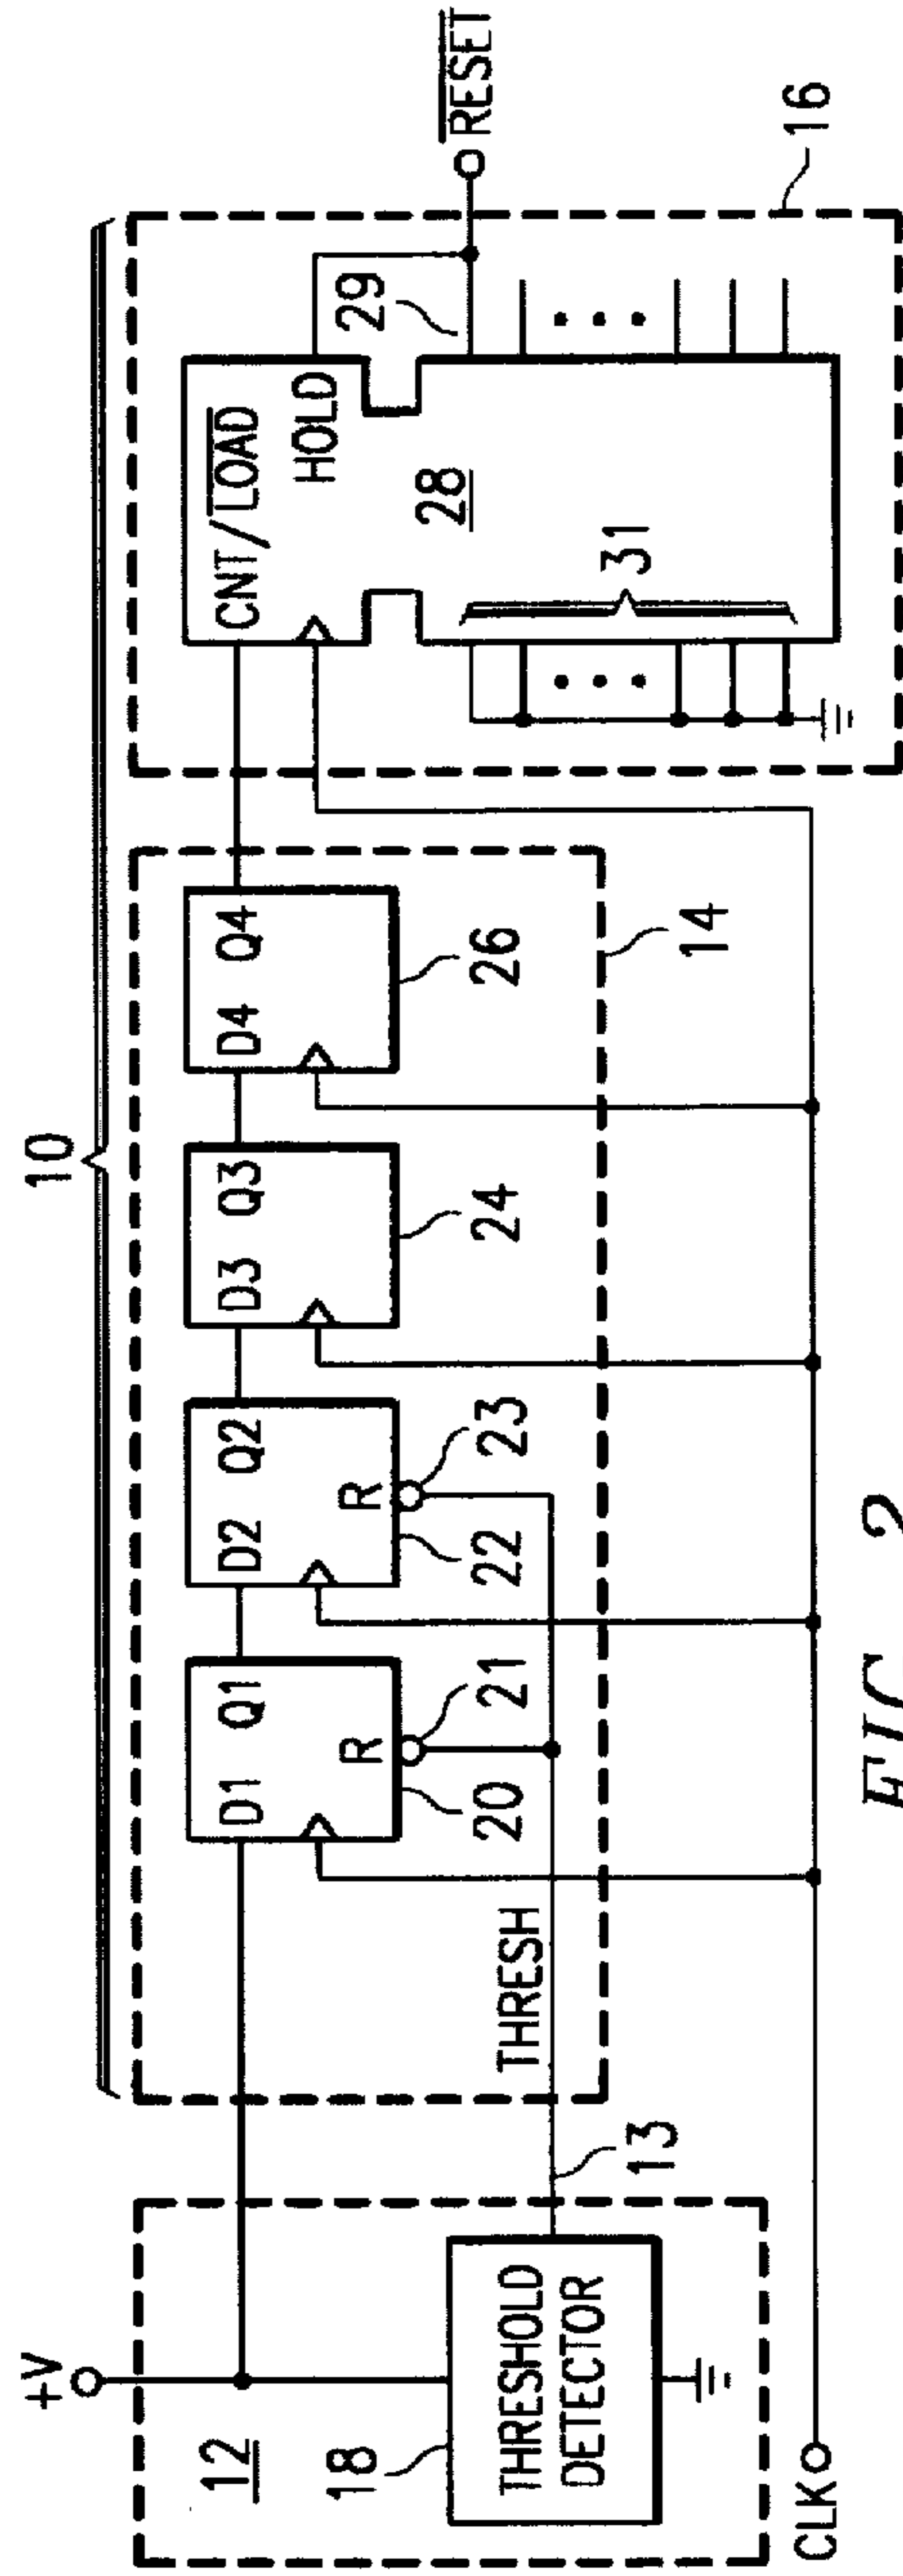 10
+V
12
18
THRESHOLD
DETECTOR
13
THRESH
D1 Q1
R
20
21
D2 Q2
R
22
23
D3 Q3
24
D4 Q4
26
14
CNT/LOAD
HOLD
28
29
31
RESET
16
CLK
FIG 2